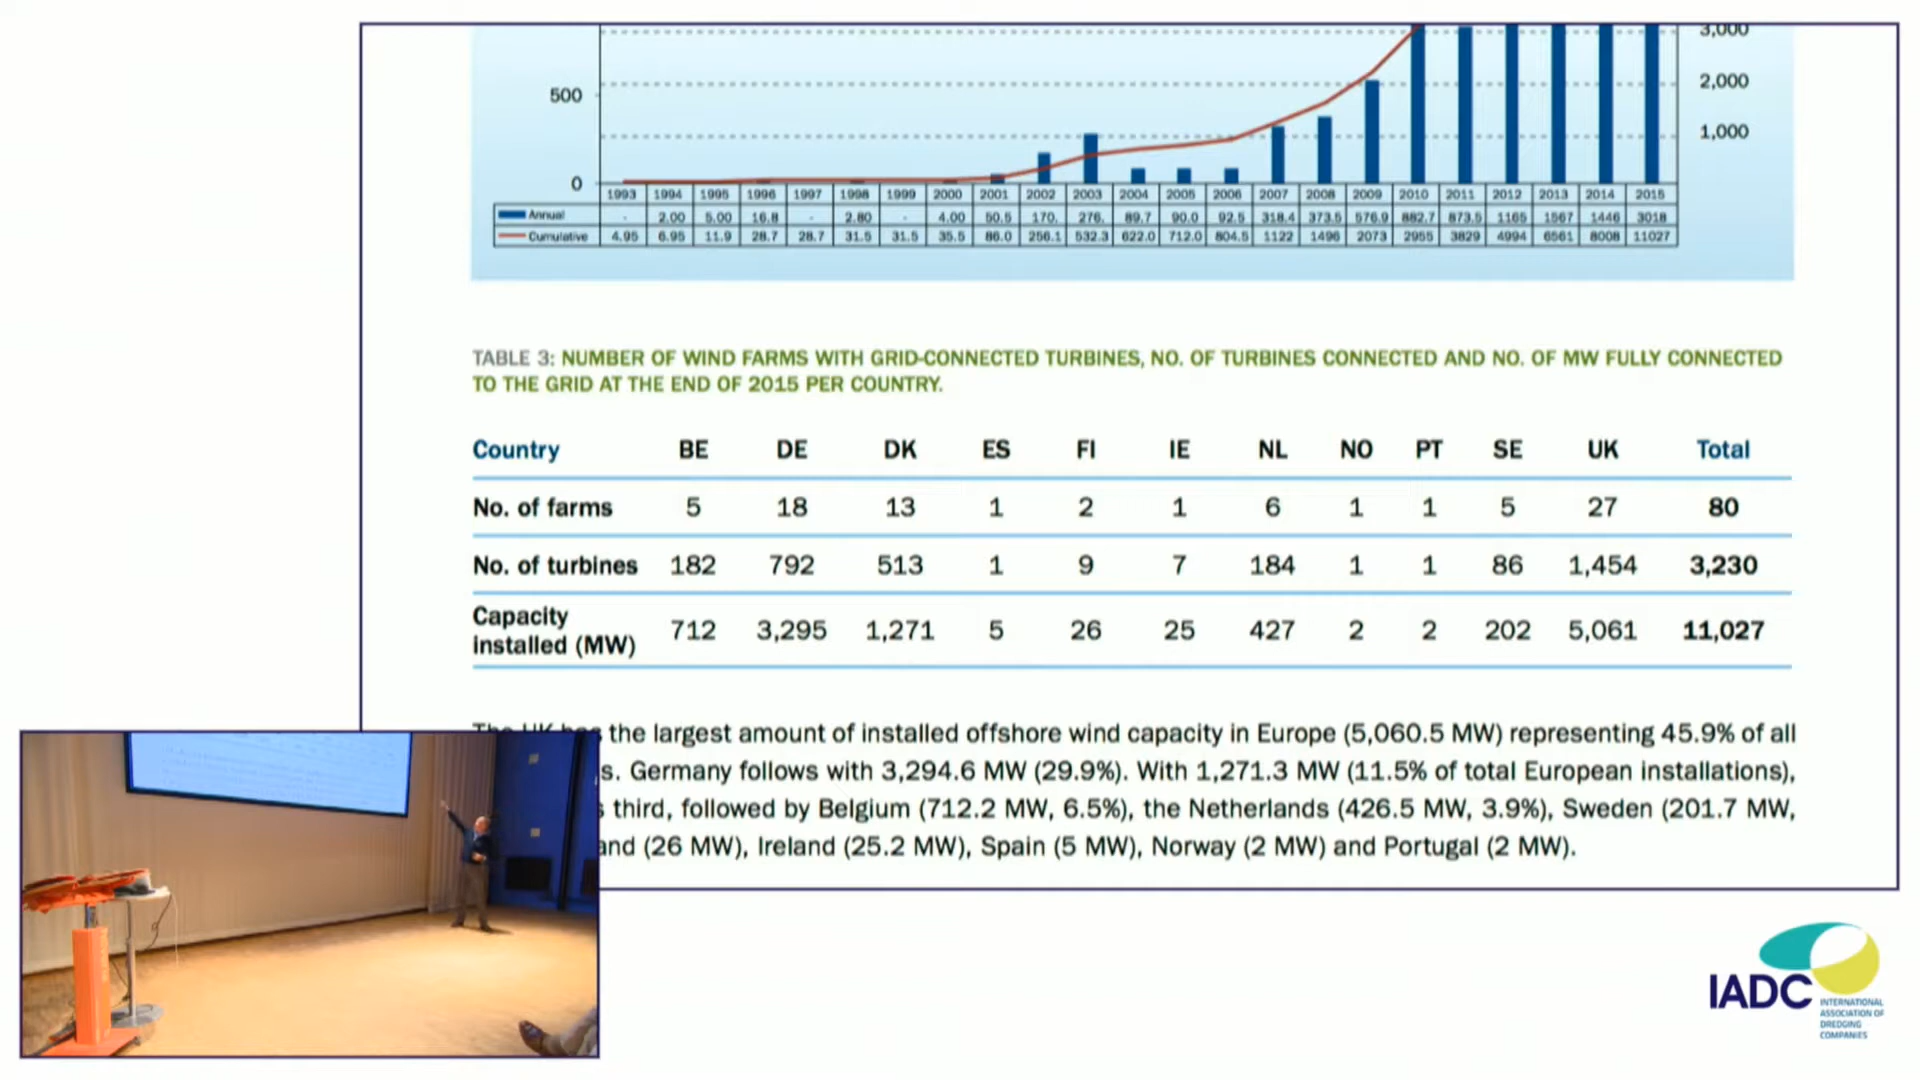 3,000
2,000
500
1,000
0
1993 1994 1995 1996 1997 1998 1999 2000 2001 2002 2003 2004 2005 2006 2007 2008 2009 2010 2011 2012 2013 2014 2015
Annual - 2.00 5.00 16.8 - 2.80 - 4.00 50.5 170. 276. 89.7 90.0 92.5 318.4 373.5 576.9 882.7 873.5 1165 1567 1446 3018
Cumulative 4.95 6.95 11.9 28.7 28.7 31.5 31.5 35.5 86.0 256.1 532.3 622.0 712.0 804.5 1122 1496 2073 2955 3829 4994 6561 8008 11027
TABLE 3: NUMBER OF WIND FARMS WITH GRID-CONNECTED TURBINES, NO. OF TURBINES CONNECTED AND NO. OF MW FULLY CONNECTED
TO THE GRID AT THE END OF 2015 PER COUNTRY.
Country BE DE DK ES FI IE NL NO PT SE UK Total
No. of farms 5 18 13 1 2 1 6 1 1 5 27 80
No. of turbines 182 792 513 1 9 7 184 1 1 86 1,454 3,230
Capacity
installed (MW) 712 3,295 1,271 5 26 25 427 2 2 202 5,061 11,027
The UK has the largest amount of installed offshore wind capacity in Europe (5,060.5 MW) representing 45.9% of all
s. Germany follows with 3,294.6 MW (29.9%). With 1,271.3 MW (11.5% of total European installations),
s third, followed by Belgium (712.2 MW, 6.5%), the Netherlands (426.5 MW, 3.9%), Sweden (201.7 MW,
and (26 MW), Ireland (25.2 MW), Spain (5 MW), Norway (2 MW) and Portugal (2 MW).
IADC
INTERNATIONAL
ASSOCIATION OF
DREDGING
COMPANIES